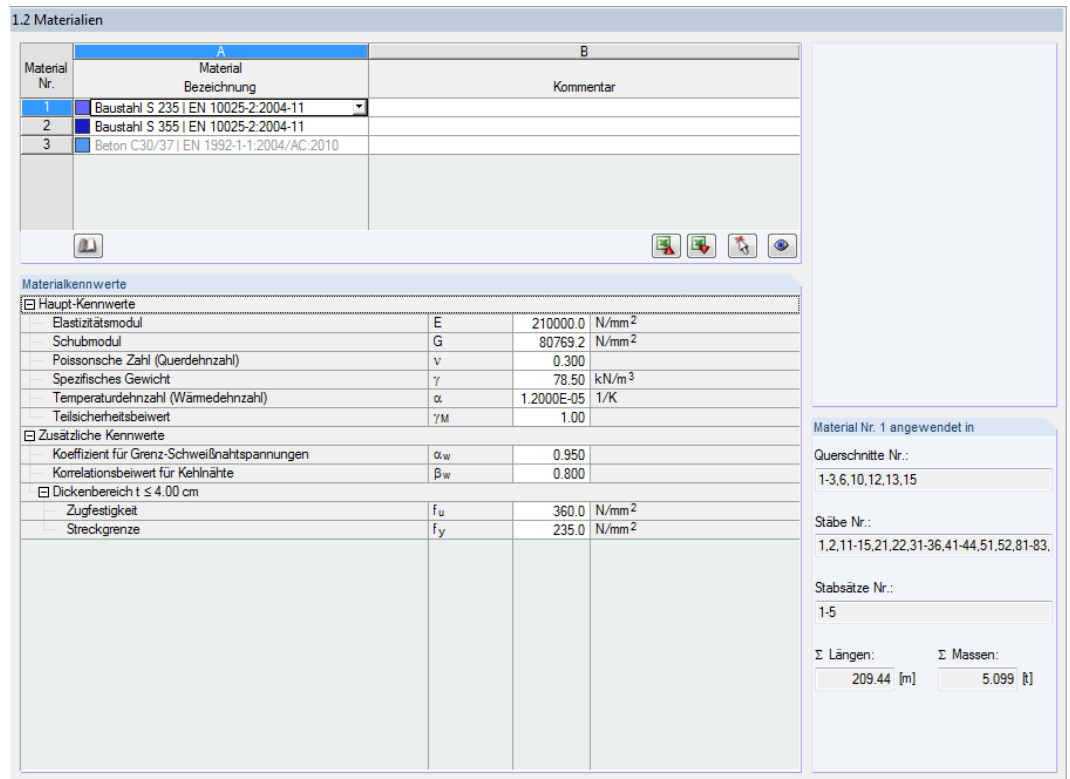 1.2 Materialien
A B
Material Material
Nr. Bezeichnung Kommentar
1 Baustahl S 235 | EN 10025-2:2004-11
2 Baustahl S 355 | EN 10025-2:2004-11
3 Beton C30/37 | EN 1992-1-1:2004/AC:2010
Materialkennwerte
Haupt-Kennwerte
Elastizitätsmodul E 210000.0 N/mm²
Schubmodul G 80769.2 N/mm²
Poissonsche Zahl (Querdehnzahl) ν 0.300
Spezifisches Gewicht γ 78.50 kN/m³
Temperaturdehnzahl (Wärmedehnzahl) α 1.2000E-05 1/K
Teilsicherheitsbeiwert γM 1.00
Zusätzliche Kennwerte
Koeffizient für Grenz-Schweißnahtspannungen αw 0.950
Korrelationsbeiwert für Kehlnähte βw 0.800
Dickenbereich t ≤ 4.00 cm
Zugfestigkeit fu 360.0 N/mm²
Streckgrenze fy 235.0 N/mm²
Material Nr. 1 angewendet in
Querschnitte Nr.:
1-3,6,10,12,13,15
Stäbe Nr.:
1,2,11-15,21,22,31-36,41-44,51,52,81-83,
Stabsätze Nr.:
1-5
Σ Längen: Σ Massen:
209.44 [m] 5.099 [t]